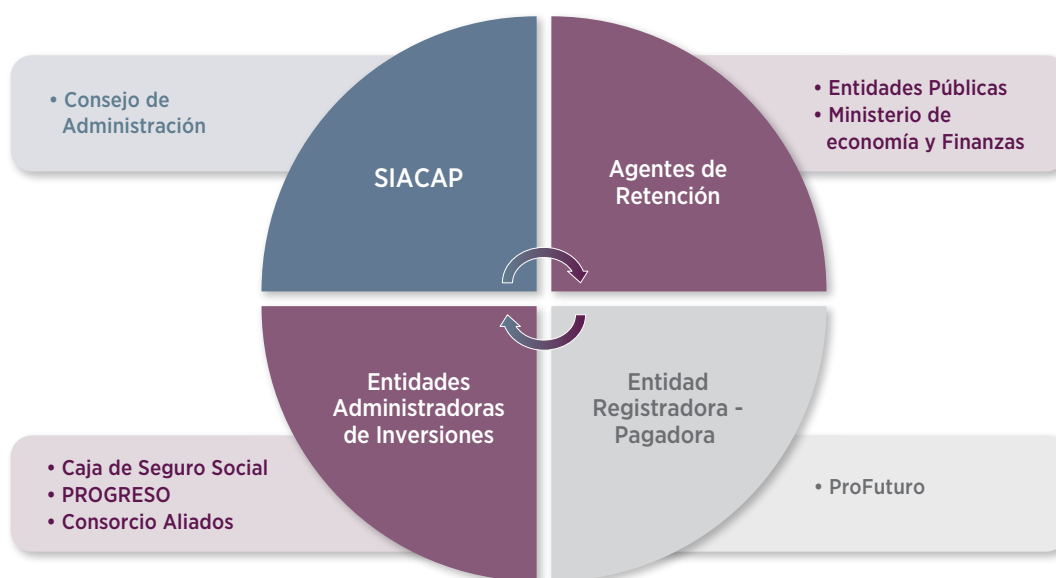 • Consejo de
Administración
SIACAP
Agentes de
Retención
• Entidades Públicas
• Ministerio de
economía y Finanzas
Entidades
Administradoras
de Inversiones
• Caja de Seguro Social
• PROGRESO
• Consorcio Aliados
Entidad
Registradora -
Pagadora
• ProFuturo